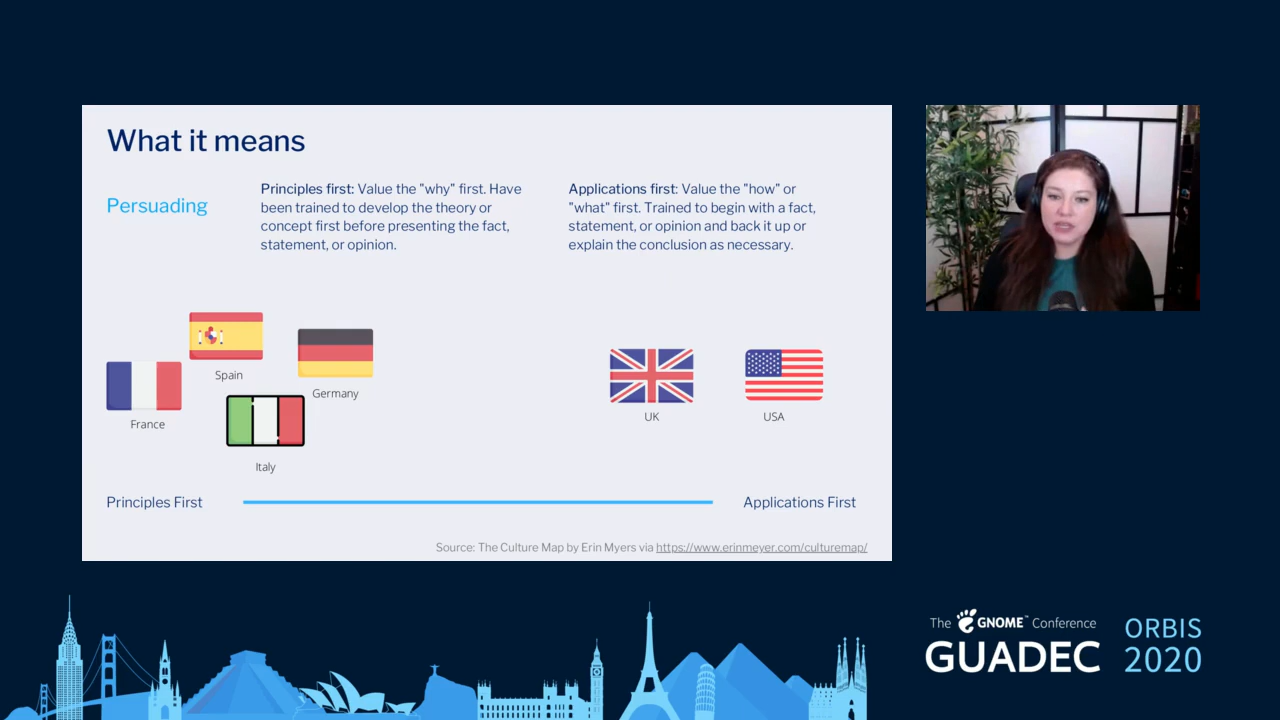 What it means
Persuading
Principles first: Value the "why" first. Have
been trained to develop the theory or
concept first before presenting the fact,
statement, or opinion.
Applications first: Value the "how" or
"what" first. Trained to begin with a fact,
statement, or opinion and back it up or
explain the conclusion as necessary.
Spain
Germany
France
Italy
UK
USA
Principles First
Applications First
Source: The Culture Map by Erin Myers via https://www.erinmeyer.com/culturemap/
The GNOME™ Conference
GUADEC
ORBIS
2020